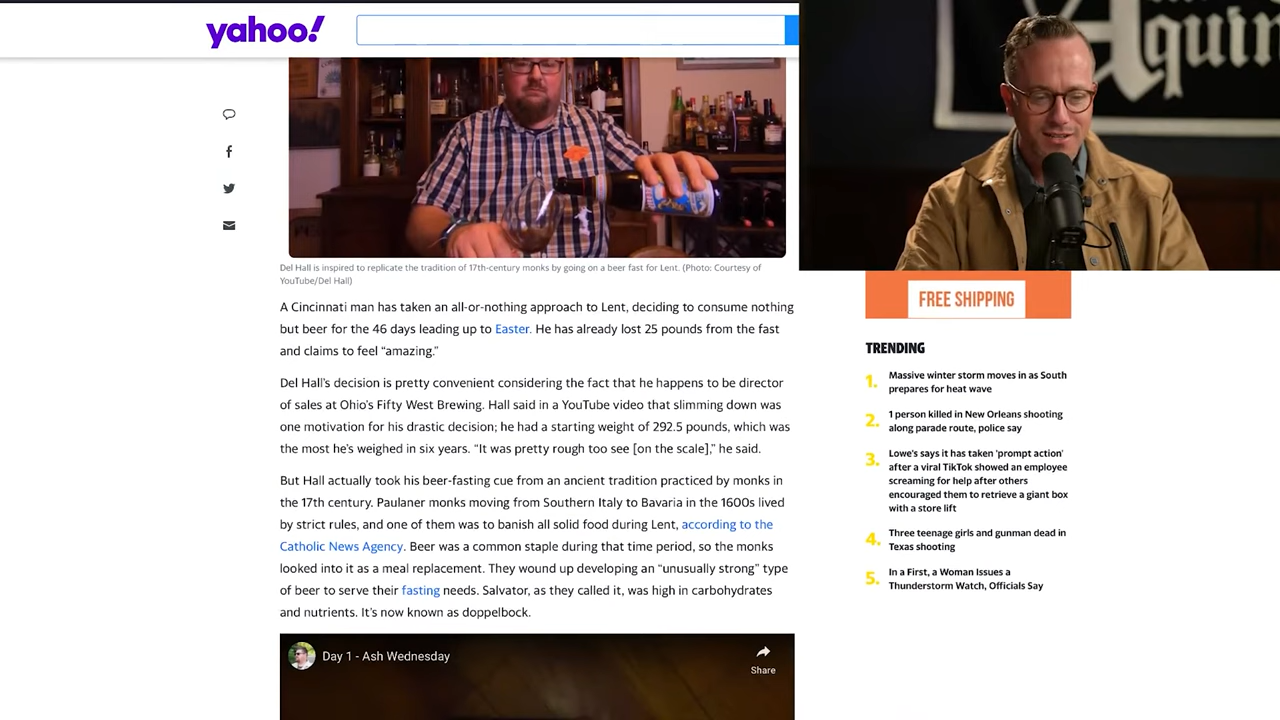 yahoo!
Aquin
Del Hall is inspired to replicate the tradition of 17th-century monks by going on a beer fast for Lent. (Photo: Courtesy of
YouTube/Del Hall)
A Cincinnati man has taken an all-or-nothing approach to Lent, deciding to consume nothing
but beer for the 46 days leading up to Easter. He has already lost 25 pounds from the fast
and claims to feel “amazing.”
Del Hall’s decision is pretty convenient considering the fact that he happens to be director
of sales at Ohio’s Fifty West Brewing. Hall said in a YouTube video that slimming down was
one motivation for his drastic decision; he had a starting weight of 292.5 pounds, which was
the most he’s weighed in six years. “It was pretty rough too see [on the scale],” he said.
But Hall actually took his beer-fasting cue from an ancient tradition practiced by monks in
the 17th century. Paulaner monks moving from Southern Italy to Bavaria in the 1600s lived
by strict rules, and one of them was to banish all solid food during Lent, according to the
Catholic News Agency. Beer was a common staple during that time period, so the monks
looked into it as a meal replacement. They wound up developing an “unusually strong” type
of beer to serve their fasting needs. Salvator, as they called it, was high in carbohydrates
and nutrients. It’s now known as doppelbock.
Day 1 - Ash Wednesday
Share
FREE SHIPPING
TRENDING
1. Massive winter storm moves in as South
prepares for heat wave
2. 1 person killed in New Orleans shooting
along parade route, police say
3. Lowe's says it has taken 'prompt action'
after a viral TikTok showed an employee
screaming for help after others
encouraged them to retrieve a giant box
with a store lift
4. Three teenage girls and gunman dead in
Texas shooting
5. In a First, a Woman Issues a
Thunderstorm Watch, Officials Say